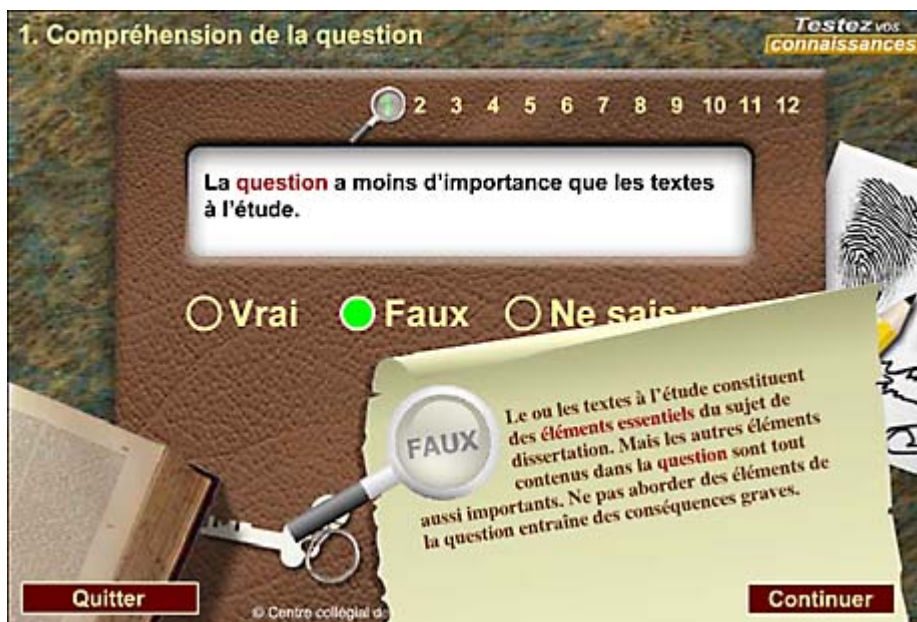 1. Compréhension de la question
Testez vos
connaissances
1 2 3 4 5 6 7 8 9 10 11 12
La question a moins d'importance que les textes
à l'étude.
Vrai Faux Ne sais
Le ou les textes à l'étude constituent
des éléments essentiels du sujet de
dissertation. Mais les autres éléments
contenus dans la question sont tout
aussi importants. Ne pas aborder des éléments de
la question entraîne des conséquences graves.
FAUX
Quitter
© Centre collégial de
Continuer